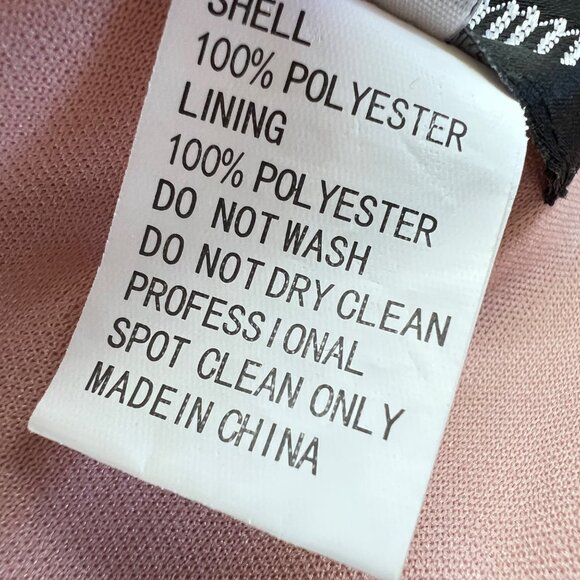 SHELL
100% POLYESTER
LINING
100% POLYESTER
DO NOT WASH
DO NOT DRY CLEAN
PROFESSIONAL
SPOT CLEAN ONLY
MADE IN CHINA